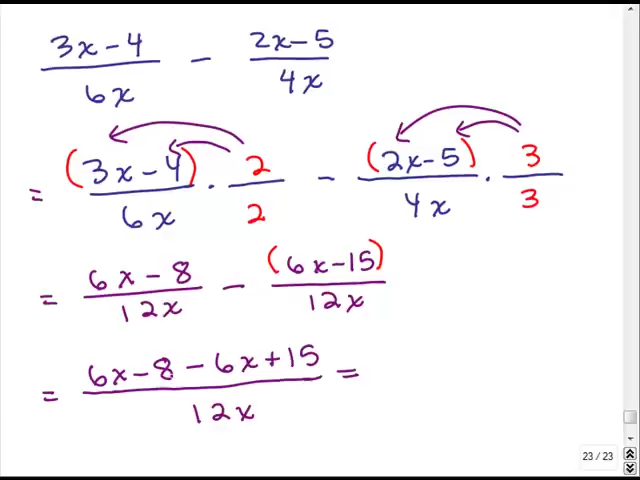 (3x-4)/(6x) - (2x-5)/(4x)
= (3x-4)/(6x) · 2/2 - (2x-5)/(4x) · 3/3
= (6x-8)/(12x) - (6x-15)/(12x)
= (6x-8-6x+15)/(12x) =
23 / 23